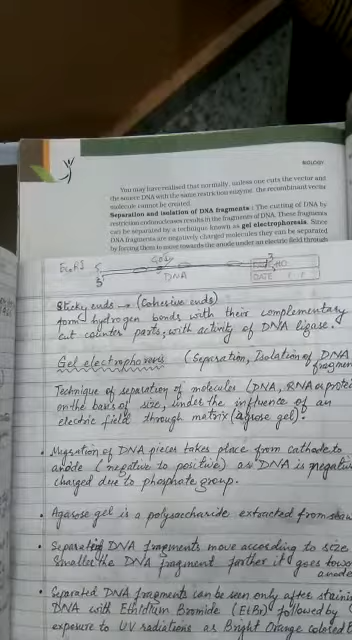 BIOLOGY
You may have realised that normally, unless one cuts the vector and
the source DNA with the same restriction enzyme, the recombinant vector
molecule cannot be created.
Separation and isolation of DNA fragments : The cutting of DNA by
restriction endonucleases results in the fragments of DNA. These fragments
can be separated by a technique known as gel electrophoresis. Since
DNA fragments are negatively charged molecules they can be separated
by forcing them to move towards the anode under an electric field through
EcoRI
DNA
DATE
Sticky ends → (Cohesive ends)
form hydrogen bonds with their complementary
cut counter parts, with activity of DNA ligase.
Gel electrophoresis (Separation, Isolation of DNA
fragmen
Technique of separation of molecules (DNA, RNA or protei
on the basis of size, under the influence of an
electric field through matrix (agrose gel).
• Migration of DNA pieces takes place from cathode to
anode (negative to positive) as DNA is negative
charged due to phosphate group.
• Agarose gel is a polysaccharide extracted from sea w
• Separated DNA fragments move according to size
Smaller the DNA fragment farther it goes towa
anode
• Separated DNA fragments can be seen only after staini
DNA with Ethidium Bromide (EtBr) followed by
exposure to UV radiations as Bright Orange colored b